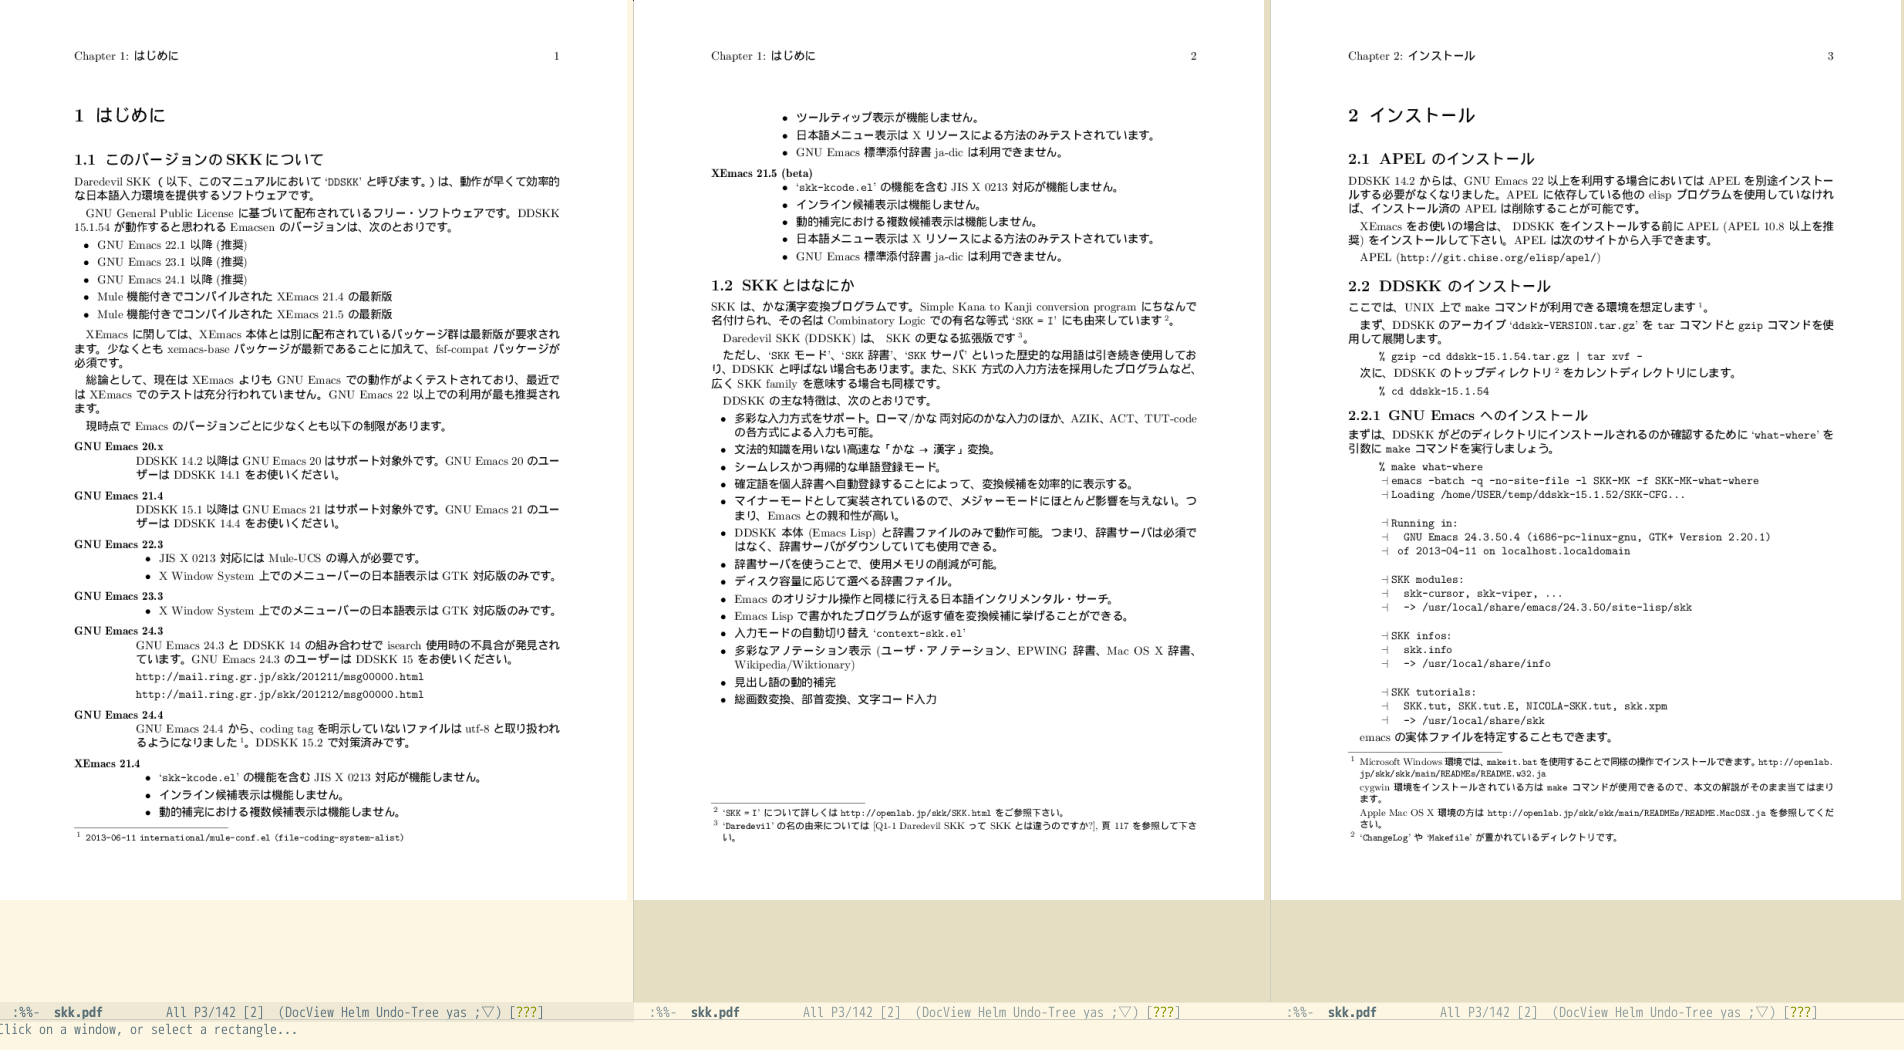 Chapter 1: はじめに 1
1 はじめに
1.1 このバージョンの SKK について
Daredevil SKK ( 以下、このマニュアルにおいて ‘DDSKK’ と呼びます。) は、動作が早くて効率的
な日本語入力環境を提供するソフトウェアです。
GNU General Public License に基づいて配布されているフリー・ソフトウェアです。DDSKK
15.1.54 が動作すると思われる Emacsen のバージョンは、次のとおりです。
• GNU Emacs 22.1 以降 (推奨)
• GNU Emacs 23.1 以降 (推奨)
• GNU Emacs 24.1 以降 (推奨)
• Mule 機能付きでコンパイルされた XEmacs 21.4 の最新版
• Mule 機能付きでコンパイルされた XEmacs 21.5 の最新版
XEmacs に関しては、XEmacs 本体とは別に配布されているパッケージ群は最新版が要求され
ます。少なくとも xemacs-base パッケージが最新であることに加えて、fsf-compat パッケージが
必須です。
総論として、現在は XEmacs よりも GNU Emacs での動作がよくテストされており、最近で
は XEmacs でのテストは充分行われていません。GNU Emacs 22 以上での利用が最も推奨され
ます。
現時点で Emacs のバージョンごとに少なくとも以下の制限があります。
GNU Emacs 20.x
DDSKK 14.2 以降は GNU Emacs 20 はサポート対象外です。GNU Emacs 20 のユー
ザーは DDSKK 14.1 をお使いください。
GNU Emacs 21.4
DDSKK 15.1 以降は GNU Emacs 21 はサポート対象外です。GNU Emacs 21 のユー
ザーは DDSKK 14.4 をお使いください。
GNU Emacs 22.3
• JIS X 0213 対応には Mule-UCS の導入が必要です。
• X Window System 上でのメニューバーの日本語表示は GTK 対応版のみです。
GNU Emacs 23.3
• X Window System 上でのメニューバーの日本語表示は GTK 対応版のみです。
GNU Emacs 24.3
GNU Emacs 24.3 と DDSKK 14 の組み合わせで isearch 使用時の不具合が発見され
ています。GNU Emacs 24.3 のユーザーは DDSKK 15 をお使いください。
http://mail.ring.gr.jp/skk/201211/msg00000.html
http://mail.ring.gr.jp/skk/201212/msg00000.html
GNU Emacs 24.4
GNU Emacs 24.4 から、coding tag を明示していないファイルは utf-8 と取り扱われ
るようになりました 1。DDSKK 15.2 で対策済みです。
XEmacs 21.4
• ‘skk-kcode.el’ の機能を含む JIS X 0213 対応が機能しません。
• インライン候補表示は機能しません。
• 動的補完における複数候補表示は機能しません。
1 2013-06-11 international/mule-conf.el (file-coding-system-alist)
Chapter 1: はじめに 2
• ツールティップ表示が機能しません。
• 日本語メニュー表示は X リソースによる方法のみテストされています。
• GNU Emacs 標準添付辞書 ja-dic は利用できません。
XEmacs 21.5 (beta)
• ‘skk-kcode.el’ の機能を含む JIS X 0213 対応が機能しません。
• インライン候補表示は機能しません。
• 動的補完における複数候補表示は機能しません。
• 日本語メニュー表示は X リソースによる方法のみテストされています。
• GNU Emacs 標準添付辞書 ja-dic は利用できません。
1.2 SKK とはなにか
SKK は、かな漢字変換プログラムです。Simple Kana to Kanji conversion program にちなんで
名付けられ、その名は Combinatory Logic での有名な等式 ‘SKK = I’ にも由来しています 2。
Daredevil SKK (DDSKK) は、 SKK の更なる拡張版です 3。
ただし、‘SKK モード’、‘SKK 辞書’、‘SKK サーバ’ といった歴史的な用語は引き続き使用してお
り、DDSKK と呼ばない場合もあります。また、SKK 方式の入力方法を採用したプログラムなど、
広く SKK family を意味する場合も同様です。
DDSKK の主な特徴は、次のとおりです。
• 多彩な入力方式をサポート。ローマ/かな 両対応のかな入力のほか、AZIK、ACT、TUT-code
の各方式による入力も可能。
• 文法的知識を用いない高速な「 かな → 漢字 」変換。
• シームレスかつ再帰的な単語登録モード。
• 確定語を個人辞書へ自動登録することによって、変換候補を効率的に表示する。
• マイナーモードとして実装されているので、メジャーモードにほとんど影響を与えない。つ
まり、Emacs との親和性が高い。
• DDSKK 本体 (Emacs Lisp) と辞書ファイルのみで動作可能。つまり、辞書サーバは必須で
はなく、辞書サーバがダウンしていても使用できる。
• 辞書サーバを使うことで、使用メモリの削減が可能。
• ディスク容量に応じて選べる辞書ファイル。
• Emacs のオリジナル操作と同様に行える日本語インクリメンタル・サーチ。
• Emacs Lisp で書かれたプログラムが返す値を変換候補に挙げることができる。
• 入力モードの自動切り替え ‘context-skk.el’
• 多彩なアノテーション表示 (ユーザ・アノテーション、EPWING 辞書、Mac OS X 辞書、
Wikipedia/Wiktionary)
• 見出し語の動的補完
• 総画数変換、部首変換、文字コード入力
2 ‘SKK = I’ について詳しくは http://openlab.jp/skk/SKK.html をご参照下さい。
3 ‘Daredevil’ の名の由来については [Q1-1 Daredevil SKK って SKK とは違うのですか?], 頁 117 を参照して下さ
い。
Chapter 2: インストール 3
2 インストール
2.1 APEL のインストール
DDSKK 14.2 からは、GNU Emacs 22 以上を利用する場合においては APEL を別途インストー
ルする必要がなくなりました。APEL に依存している他の elisp プログラムを使用していなけれ
ば、インストール済の APEL は削除することが可能です。
XEmacs をお使いの場合は、 DDSKK をインストールする前に APEL (APEL 10.8 以上を推
奨) をインストールして下さい。APEL は次のサイトから入手できます。
APEL (http://git.chise.org/elisp/apel/)
2.2 DDSKK のインストール
ここでは、UNIX 上で make コマンドが利用できる環境を想定します 1。
まず、DDSKK のアーカイブ ‘ddskk-VERSION.tar.gz’ を tar コマンドと gzip コマンドを使
用して展開します。
% gzip -cd ddskk-15.1.54.tar.gz | tar xvf -
次に、DDSKK のトップディレクトリ 2 をカレントディレクトリにします。
% cd ddskk-15.1.54
2.2.1 GNU Emacs へのインストール
まずは、DDSKK がどのディレクトリにインストールされるのか確認するために ‘what-where’ を
引数に make コマンドを実行しましょう。
% make what-where
⊣emacs -batch -q -no-site-file -l SKK-MK -f SKK-MK-what-where
⊣Loading /home/USER/temp/ddskk-15.1.52/SKK-CFG...
⊣Running in:
⊣ GNU Emacs 24.3.50.4 (i686-pc-linux-gnu, GTK+ Version 2.20.1)
⊣ of 2013-04-11 on localhost.localdomain
⊣SKK modules:
⊣ skk-cursor, skk-viper, ...
⊣ -> /usr/local/share/emacs/24.3.50/site-lisp/skk
⊣SKK infos:
⊣ skk.info
⊣ -> /usr/local/share/info
⊣SKK tutorials:
⊣ SKK.tut, SKK.tut.E, NICOLA-SKK.tut, skk.xpm
⊣ -> /usr/local/share/skk
emacs の実体ファイルを特定することもできます。
1 Microsoft Windows 環境では、makeit.bat を使用することで同様の操作でインストールできます。http://openlab.
jp/skk/skk/main/READMEs/README.w32.ja
cygwin 環境をインストールされている方は make コマンドが使用できるので、本文の解説がそのまま当てはまり
ます。
Apple Mac OS X 環境の方は http://openlab.jp/skk/skk/main/READMEs/README.MacOSX.ja を参照してくだ
さい。
2 ‘ChangeLog’ や ‘Makefile’ が置かれているディレクトリです。
:%%- skk.pdf All P3/142 [2] (DocView Helm Undo-Tree yas ;▽) [???]
:%%- skk.pdf All P3/142 [2] (DocView Helm Undo-Tree yas ;▽) [???]
:%%- skk.pdf All P3/142 [2] (DocView Helm Undo-Tree yas ;▽) [???]
Click on a window, or select a rectangle...